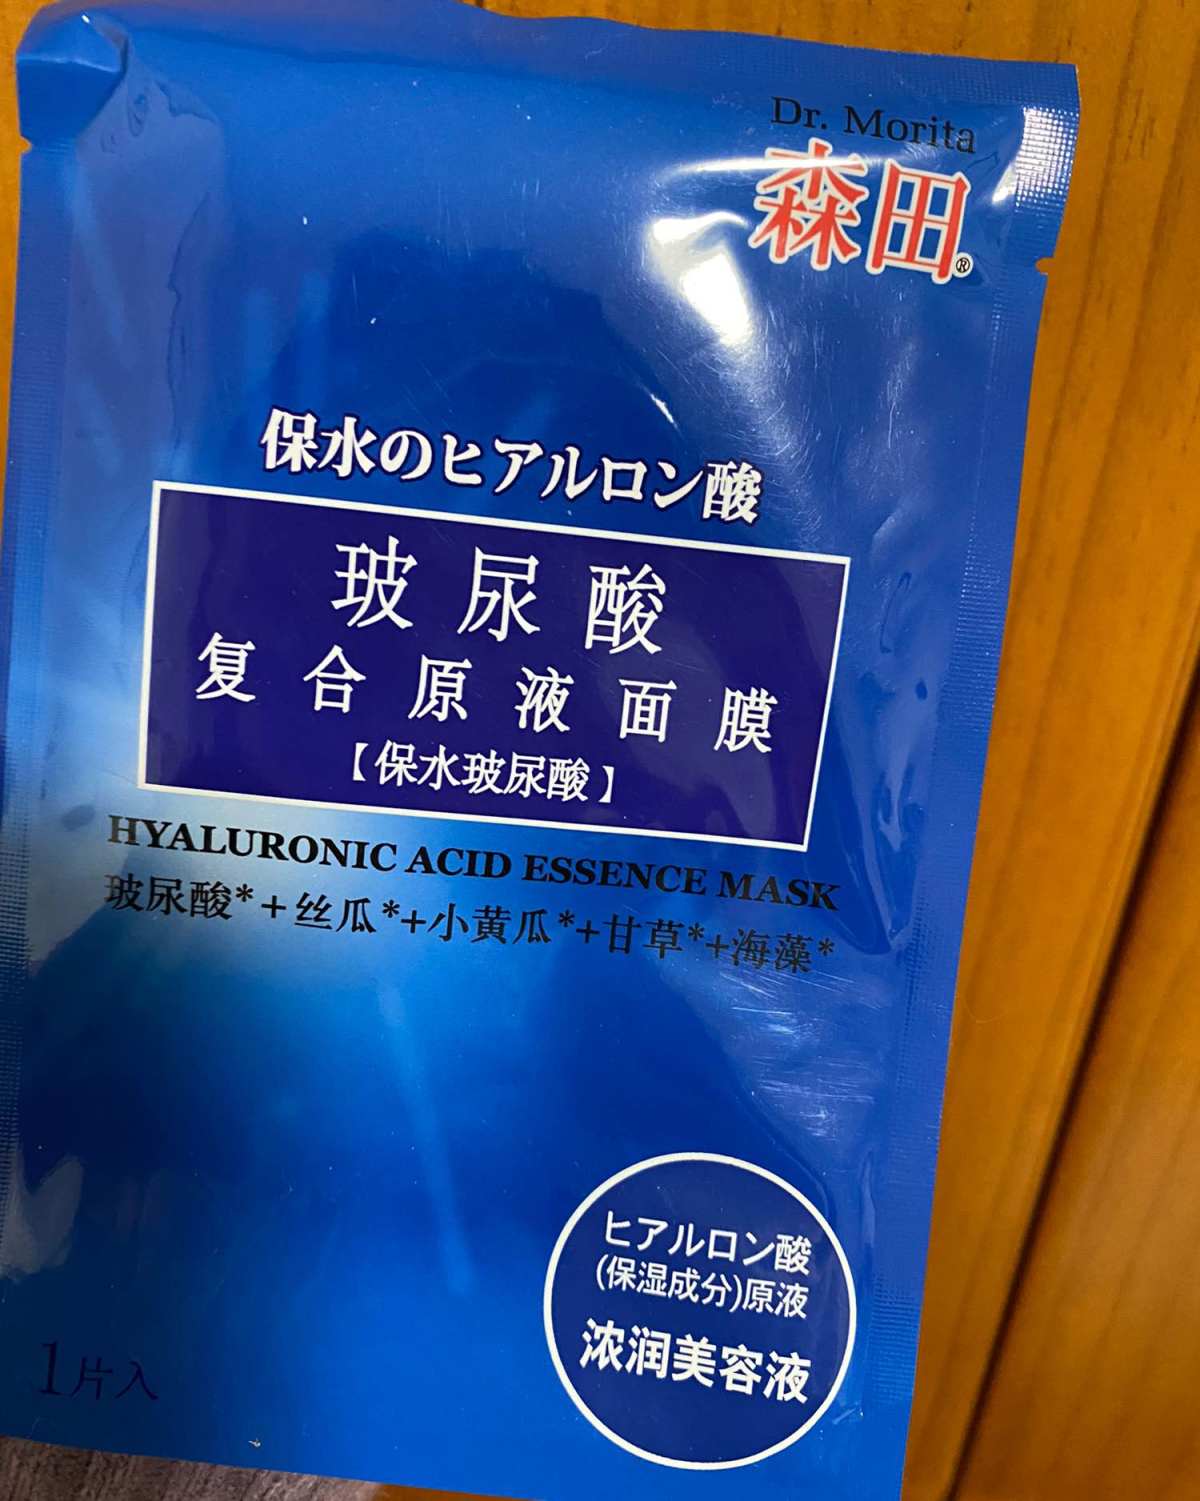 Dr. Morita
森田®
保水のヒアルロン酸
玻尿酸
复合原液面膜
【保水玻尿酸】
HYALURONIC ACID ESSENCE MASK
玻尿酸*+丝瓜*+小黄瓜*+甘草*+海藻*
ヒアルロン酸
(保湿成分)原液
浓润美容液
1片入